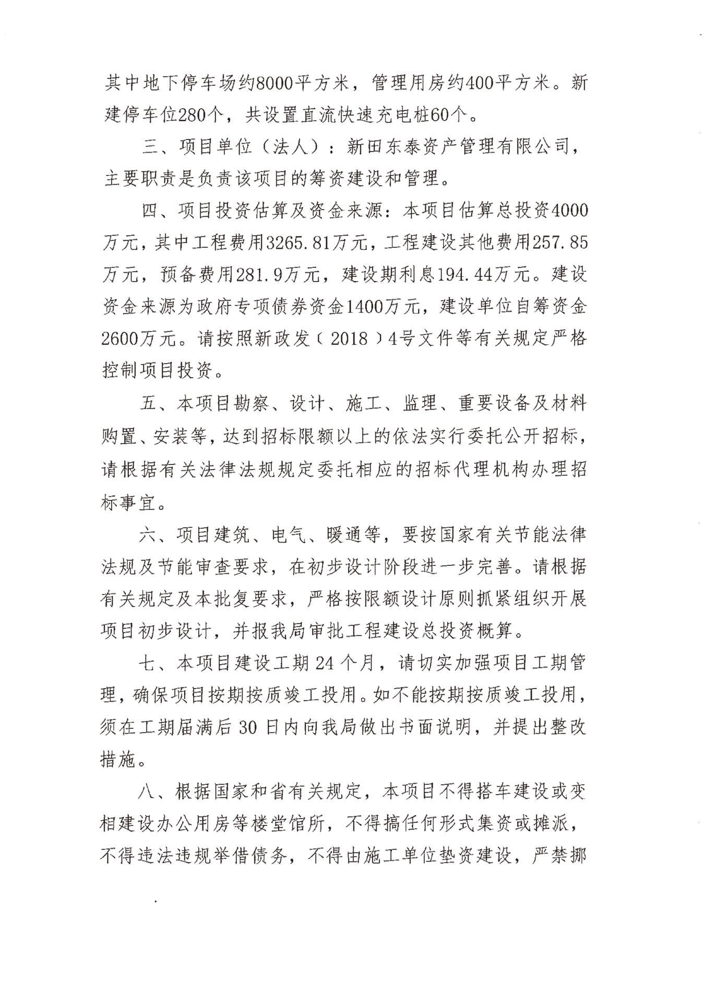 其中地下停车场约8000平方米，管理用房约400平方米。新
建停车位280个，共设置直流快速充电桩60个。
三、项目单位（法人）：新田东泰资产管理有限公司，
主要职责是负责该项目的筹资建设和管理。
四、项目投资估算及资金来源：本项目估算总投资4000
万元，其中工程费用3265.81万元，工程建设其他费用257.85
万元，预备费用281.9万元，建设期利息194.44万元。建设
资金来源为政府专项债券资金1400万元，建设单位自筹资金
2600万元。请按照新政发﹝2018﹞4号文件等有关规定严格
控制项目投资。
五、本项目勘察、设计、施工、监理、重要设备及材料
购置、安装等，达到招标限额以上的依法实行委托公开招标，
请根据有关法律法规规定委托相应的招标代理机构办理招
标事宜。
六、项目建筑、电气、暖通等，要按国家有关节能法律
法规及节能审查要求，在初步设计阶段进一步完善。请根据
有关规定及本批复要求，严格按限额设计原则抓紧组织开展
项目初步设计，并报我局审批工程建设总投资概算。
七、本项目建设工期 24 个月，请切实加强项目工期管
理，确保项目按期按质竣工投用。如不能按期按质竣工投用，
须在工期届满后 30 日内向我局做出书面说明，并提出整改
措施。
八、根据国家和省有关规定，本项目不得搭车建设或变
相建设办公用房等楼堂馆所，不得搞任何形式集资或摊派，
不得违法违规举借债务，不得由施工单位垫资建设，严禁挪